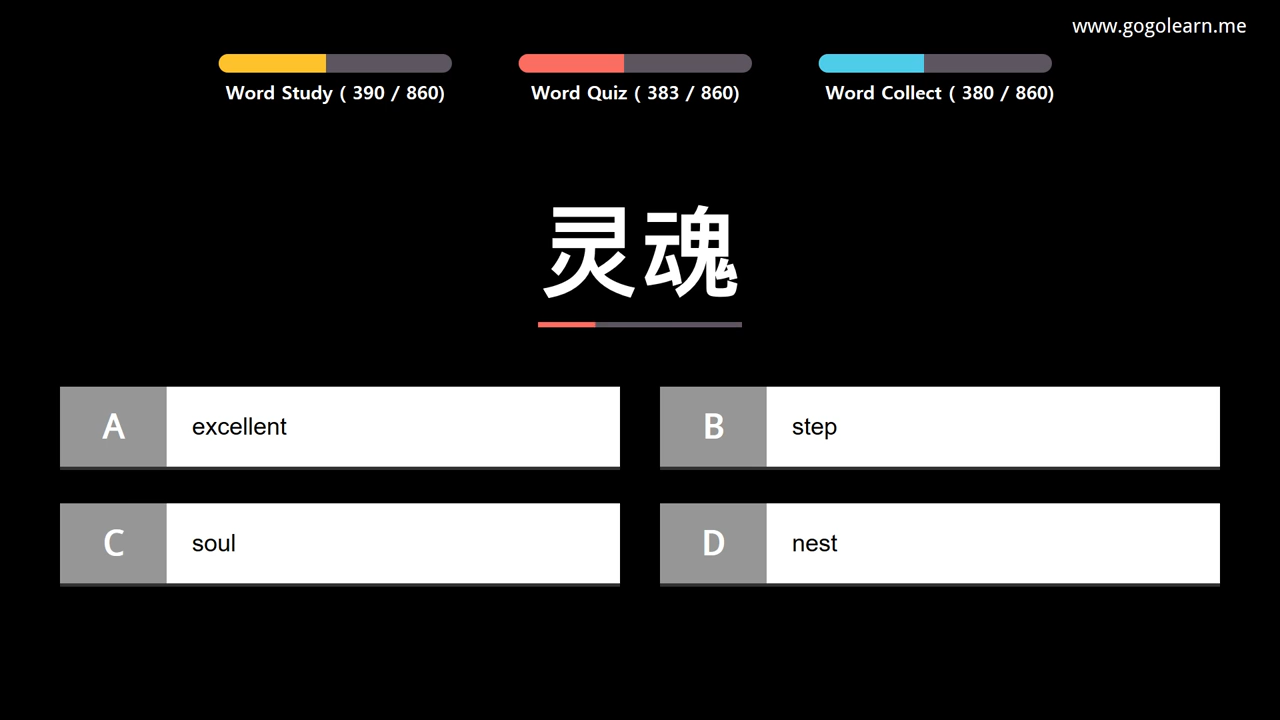 www.gogolearn.me
Word Study ( 390 / 860)
Word Quiz ( 383 / 860)
Word Collect ( 380 / 860)
灵魂
A excellent
B step
C soul
D nest